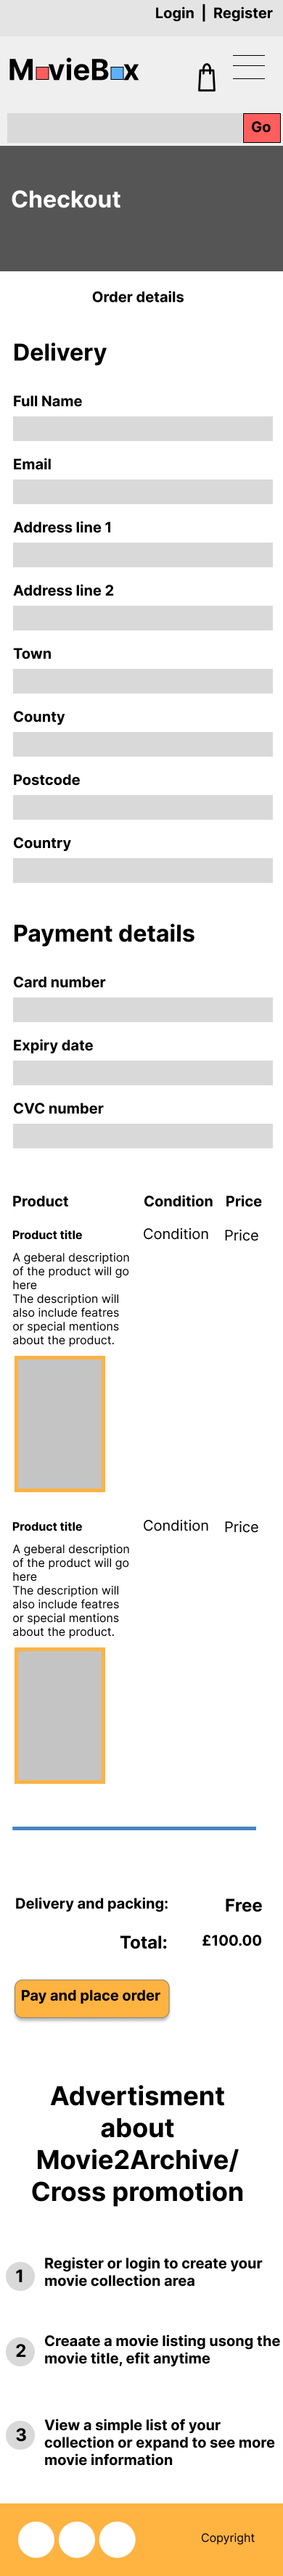 Login | Register
MovieBox
Go
Checkout
Order details
Delivery
Full Name
Email
Address line 1
Address line 2
Town
County
Postcode
Country
Payment details
Card number
Expiry date
CVC number
Product Condition Price
Product title Condition Price
A geberal description
of the product will go
here
The description will
also include featres
or special mentions
about the product.
Product title Condition Price
A geberal description
of the product will go
here
The description will
also include featres
or special mentions
about the product.
Delivery and packing: Free
Total: £100.00
Pay and place order
Advertisment
about
Movie2Archive/
Cross promotion
1 Register or login to create your
movie collection area
2 Creaate a movie listing usong the
movie title, efit anytime
3 View a simple list of your
collection or expand to see more
movie information
Copyright